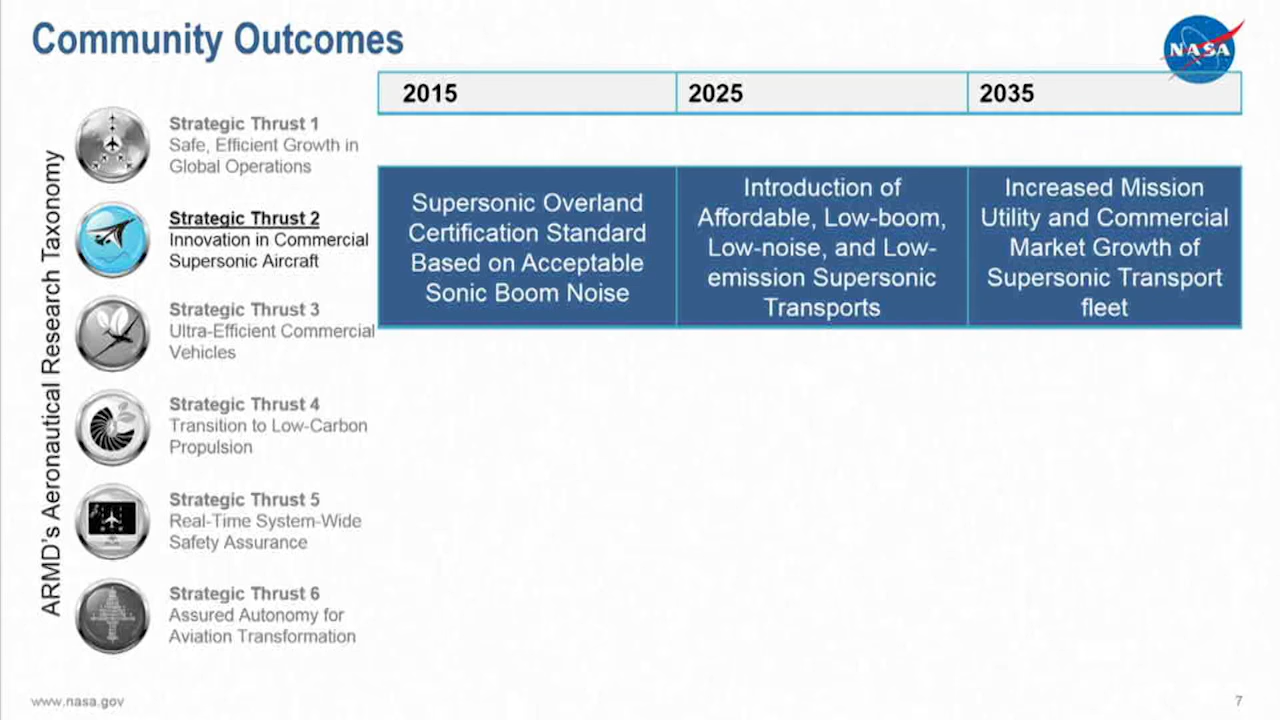 Community Outcomes
NASA
2015
2025
2035
ARMD's Aeronautical Research Taxonomy
Strategic Thrust 1
Safe, Efficient Growth in
Global Operations
Strategic Thrust 2
Innovation in Commercial
Supersonic Aircraft
Strategic Thrust 3
Ultra-Efficient Commercial
Vehicles
Strategic Thrust 4
Transition to Low-Carbon
Propulsion
Strategic Thrust 5
Real-Time System-Wide
Safety Assurance
Strategic Thrust 6
Assured Autonomy for
Aviation Transformation
Supersonic Overland
Certification Standard
Based on Acceptable
Sonic Boom Noise
Introduction of
Affordable, Low-boom,
Low-noise, and Low-
emission Supersonic
Transports
Increased Mission
Utility and Commercial
Market Growth of
Supersonic Transport
fleet
www.nasa.gov
7